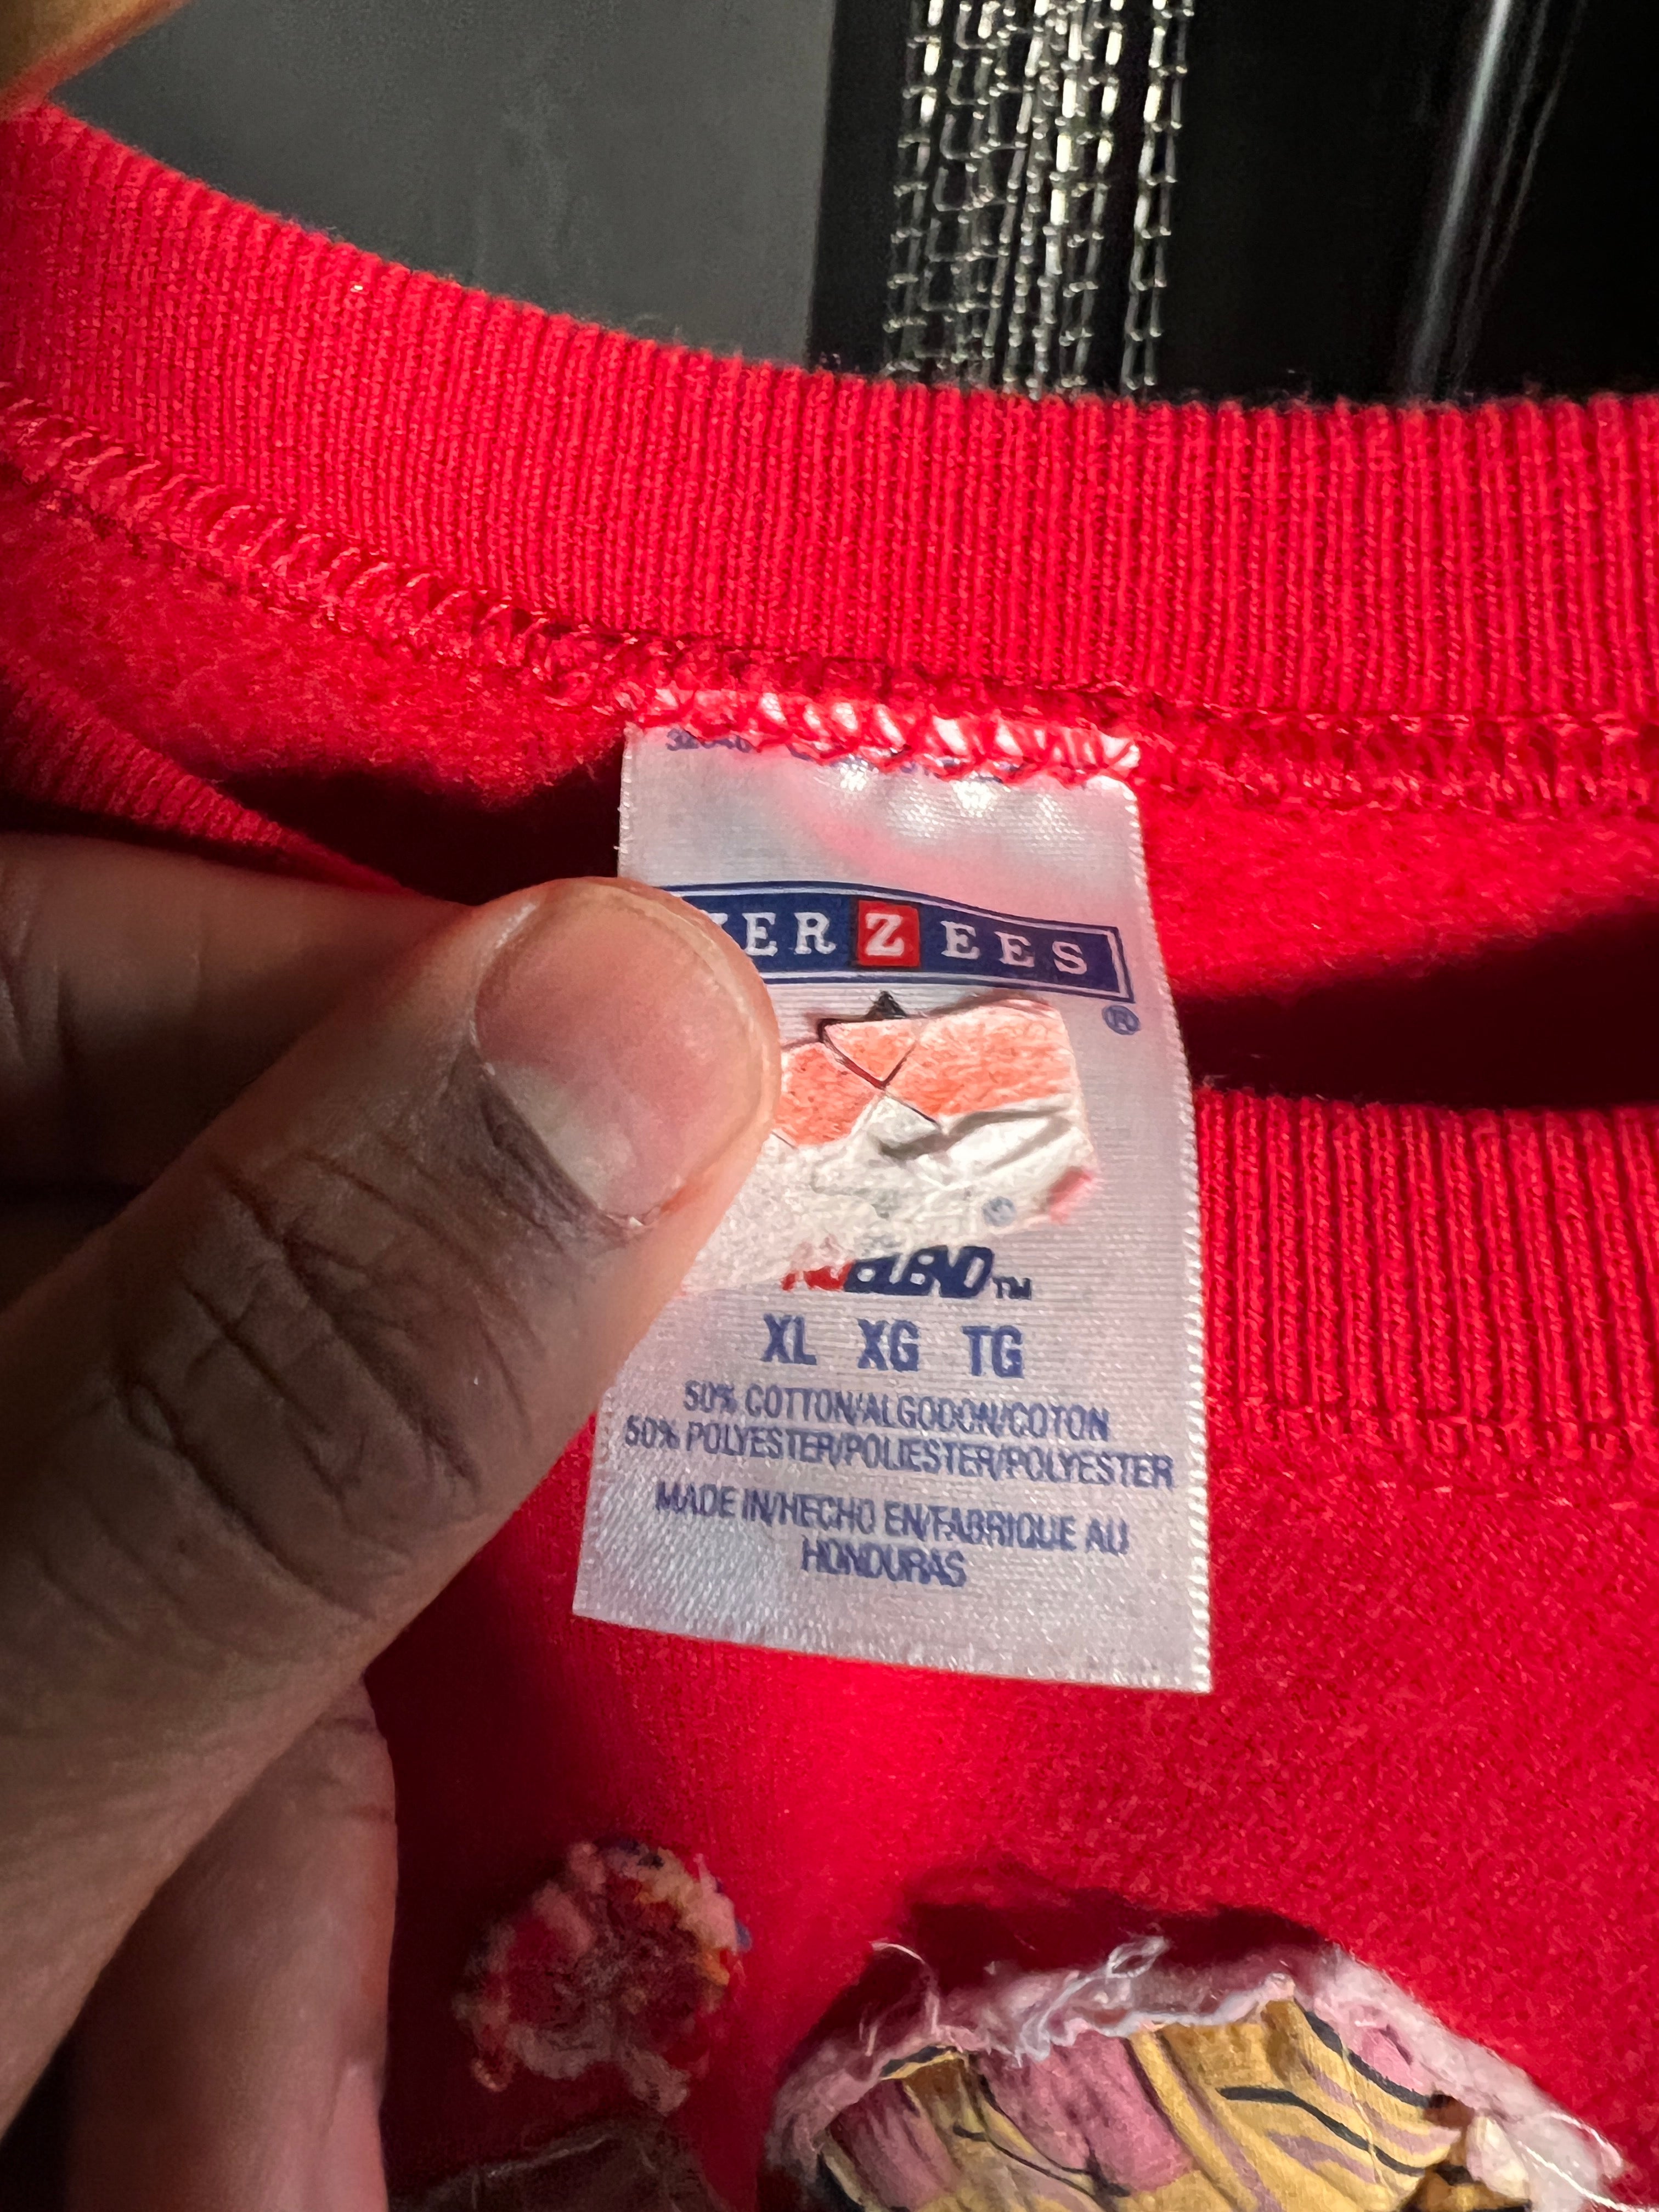 ERZEES
®
NUBLEND™
XL XG TG
50% COTTON/ALGODON/COTON
50% POLYESTER/POLIESTER/POLYESTER
MADE IN/HECHO EN/FABRIQUE AU
HONDURAS